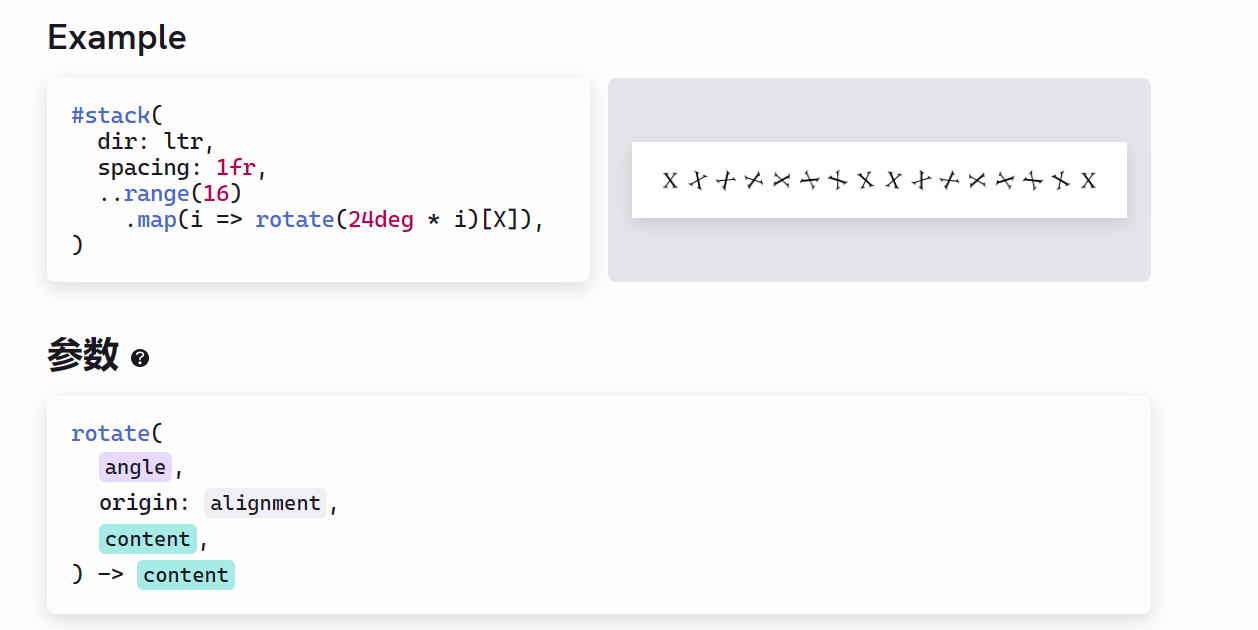 Example
#stack(
  dir: ltr,
  spacing: 1fr,
  ..range(16)
    .map(i => rotate(24deg * i)[X]),
)
X X X X X X X X X X X X X X X X
参数 ?
rotate(
  angle,
  origin: alignment,
  content,
) -> content